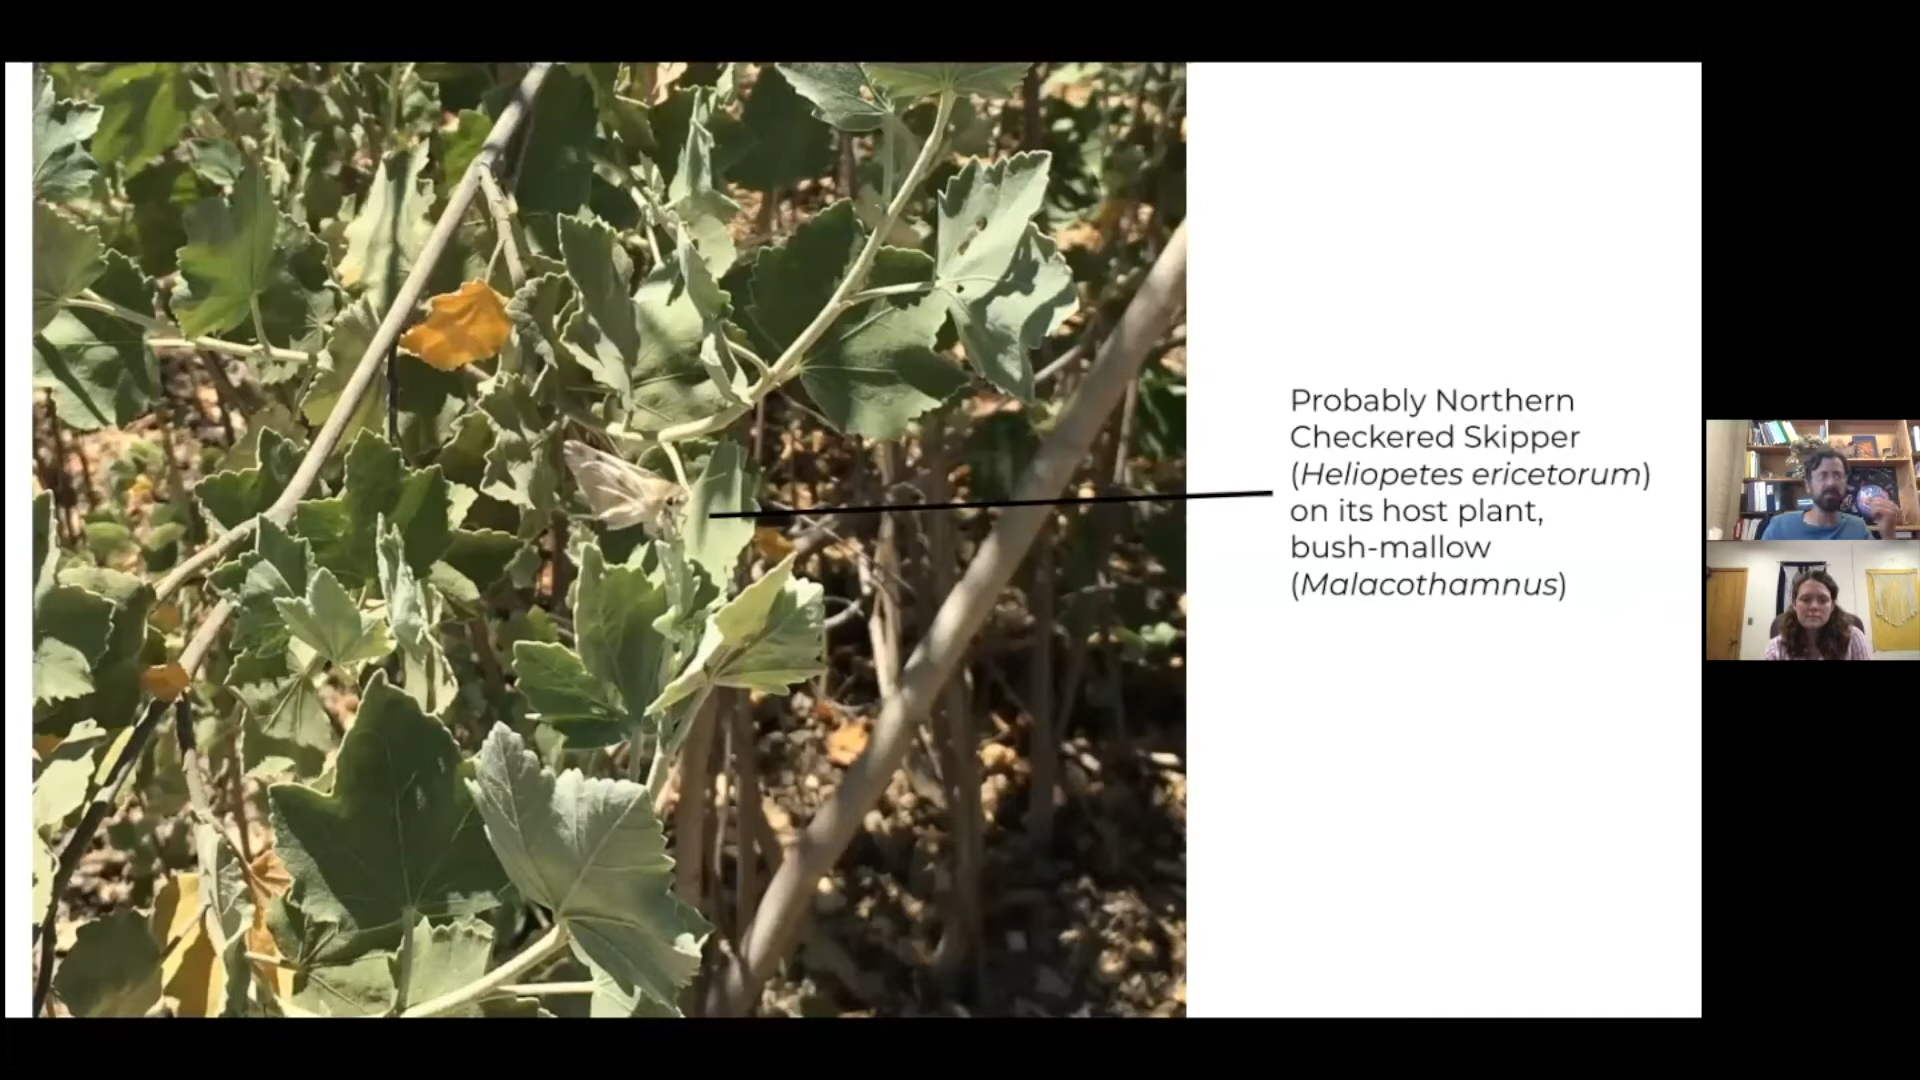 Probably Northern
Checkered Skipper
(Heliopetes ericetorum)
on its host plant,
bush-mallow
(Malacothamnus)